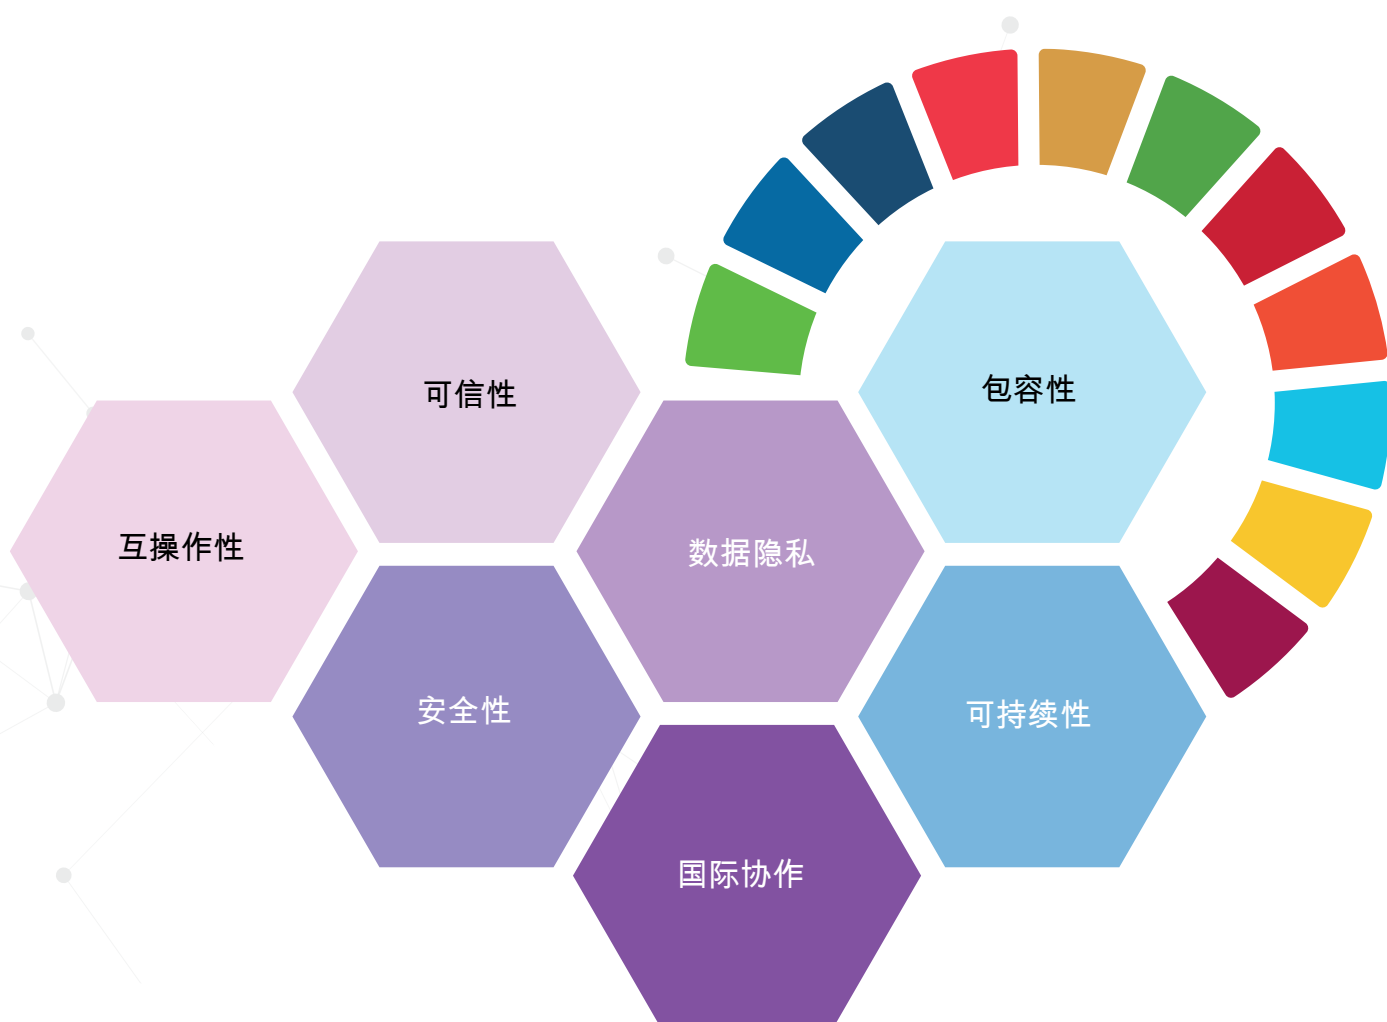 可信性
包容性
互操作性
数据隐私
安全性
可持续性
国际协作